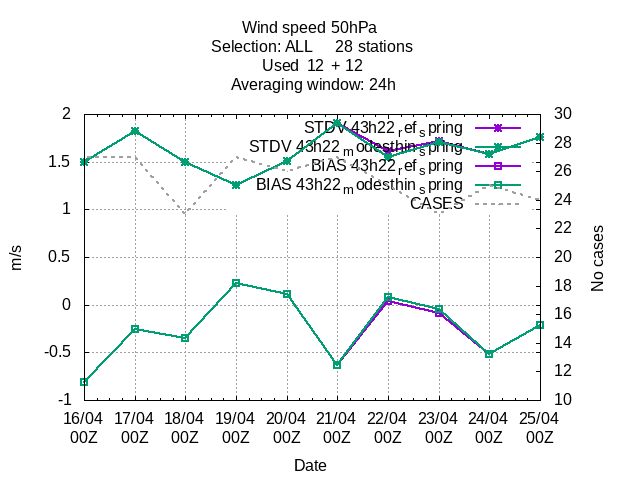 Wind speed 50hPa
Selection: ALL 28 stations
Used 12 + 12
Averaging window: 24h
2
1.5
1
0.5
0
-0.5
-1
m/s
30
28
26
24
22
20
18
16
14
12
10
No cases
STDV 43h22_ref_spring
STDV 43h22_modesthin_spring
BIAS 43h22_ref_spring
BIAS 43h22_modesthin_spring
CASES
16/04 17/04 18/04 19/04 20/04 21/04 22/04 23/04 24/04 25/04
00Z 00Z 00Z 00Z 00Z 00Z 00Z 00Z 00Z 00Z
Date